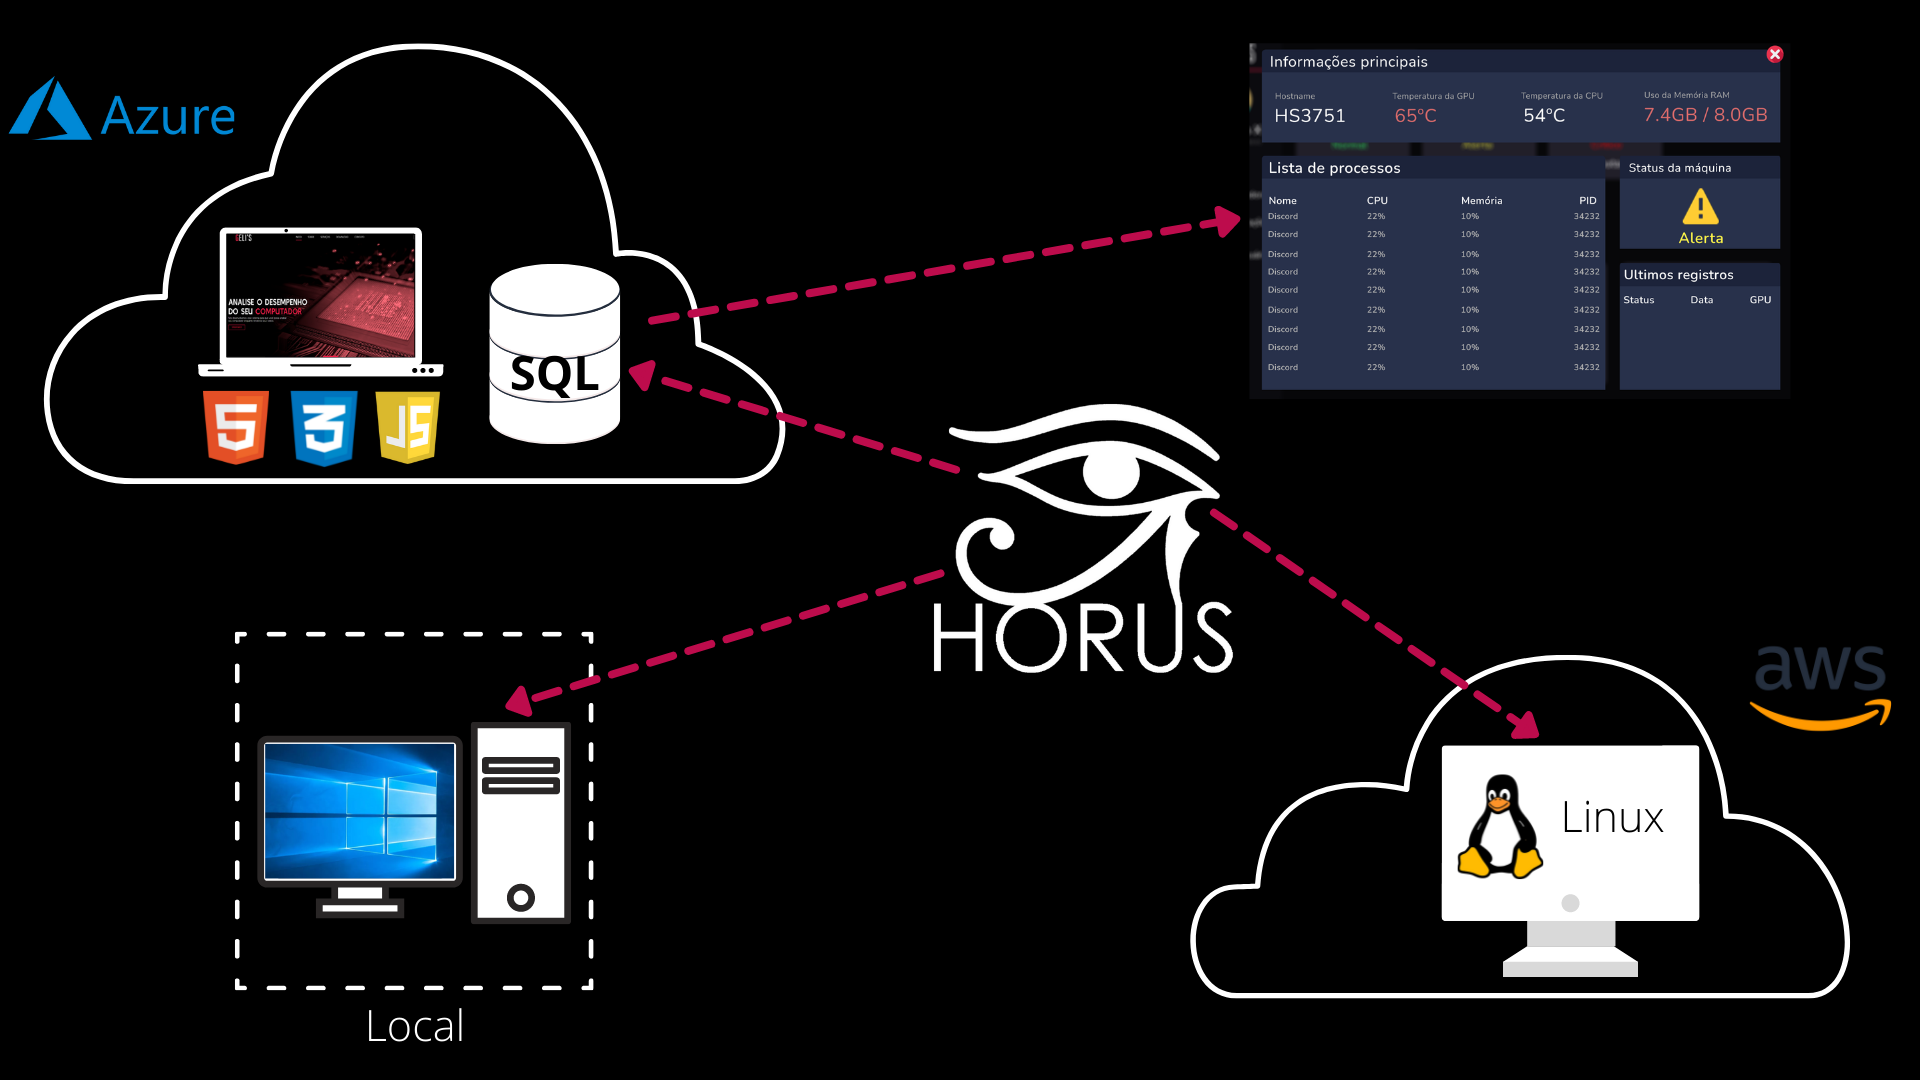 Azure
GELI'S
ANALISE O DESEMPENHO
DO SEU COMPUTADOR
5
3
JS
SQL
Informações principais
Hostname Temperatura da GPU Temperatura da CPU Uso da Memória RAM
HS3751 65°C 54°C 7.4GB / 8.0GB
Lista de processos
Nome CPU Memória PID
Discord 22% 10% 34232
Discord 22% 10% 34232
Discord 22% 10% 34232
Discord 22% 10% 34232
Discord 22% 10% 34232
Discord 22% 10% 34232
Discord 22% 10% 34232
Discord 22% 10% 34232
Discord 22% 10% 34232
Status da máquina
Alerta
Ultimos registros
Status Data GPU
HORUS
Local
aws
Linux